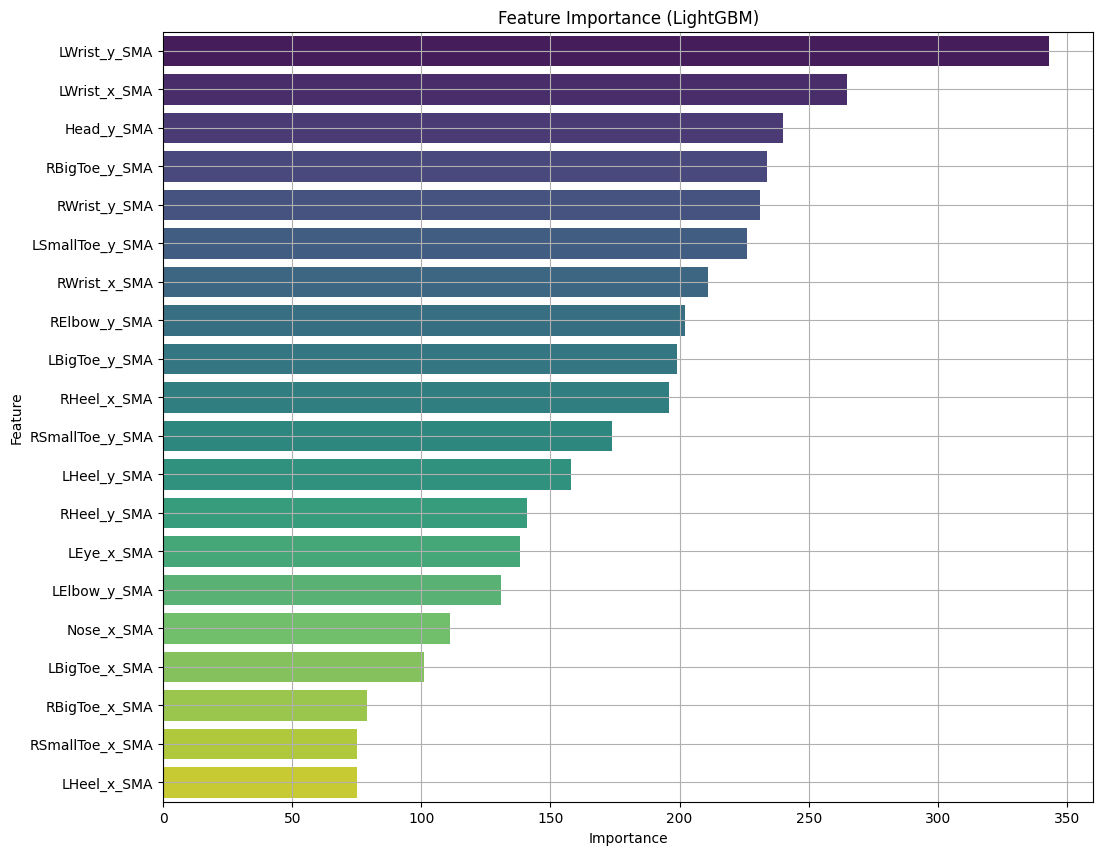 Feature Importance (LightGBM)
LWrist_y_SMA
LWrist_x_SMA
Head_y_SMA
RBigToe_y_SMA
RWrist_y_SMA
LSmallToe_y_SMA
RWrist_x_SMA
RElbow_y_SMA
LBigToe_y_SMA
RHeel_x_SMA
RSmallToe_y_SMA
LHeel_y_SMA
RHeel_y_SMA
LEye_x_SMA
LElbow_y_SMA
Nose_x_SMA
LBigToe_x_SMA
RBigToe_x_SMA
RSmallToe_x_SMA
LHeel_x_SMA
Feature
0 50 100 150 200 250 300 350
Importance